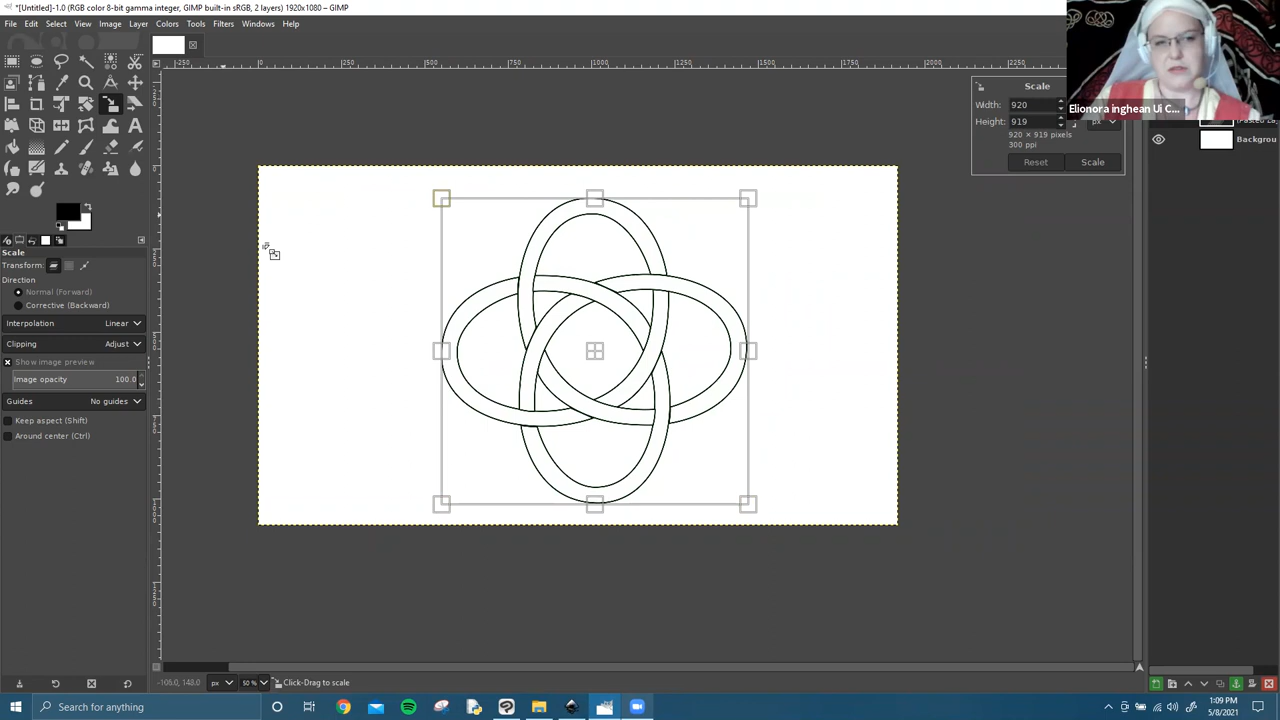 *[Untitled]-1.0 (RGB color 8-bit gamma integer, GIMP built-in sRGB, 2 layers) 1920x1080 – GIMP
File Edit Select View Image Layer Colors Tools Filters Windows Help
Scale
Width: 920
Height: 919
px
920 × 919 pixels
300 ppi
Reset Scale
Elionora inghean Ui C...
Backgrou
Scale
Transform:
Direction
Normal (Forward)
Corrective (Backward)
Interpolation Linear
Clipping Adjust
Show image preview
Image opacity 100.0
Guides No guides
Keep aspect (Shift)
Around center (Ctrl)
px 50 % Click-Drag to scale
Search for anything
1:09 PM
5/8/2021